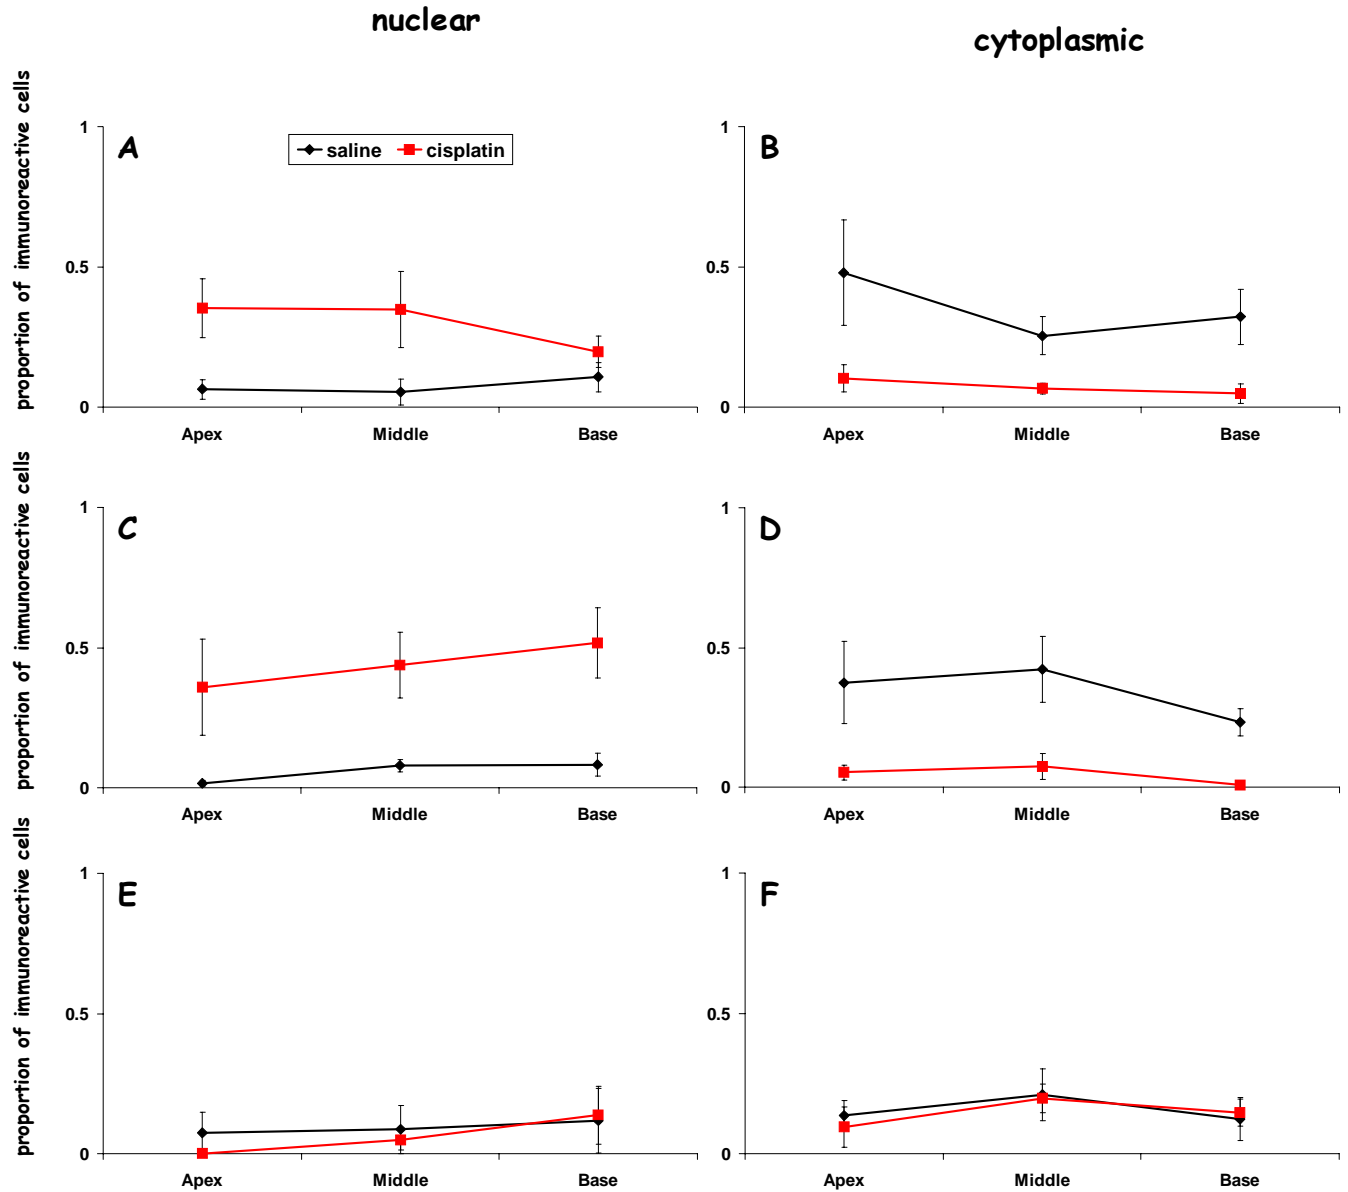 nuclear
cytoplasmic
proportion of immunoreactive cells
1
0.5
0
A
saline
cisplatin
Apex Middle Base
1
0.5
0
B
Apex Middle Base
proportion of immunoreactive cells
1
0.5
0
C
Apex Middle Base
1
0.5
0
D
Apex Middle Base
proportion of immunoreactive cells
1
0.5
0
E
Apex Middle Base
1
0.5
0
F
Apex Middle Base